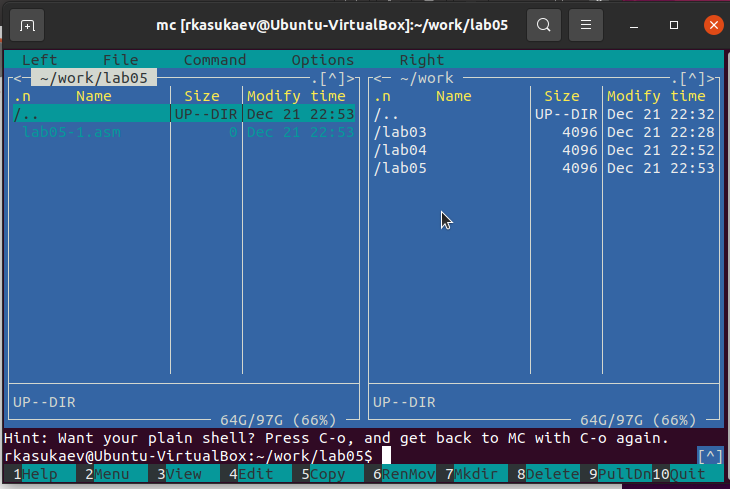 mc [rkasukaev@Ubuntu-VirtualBox]:~/work/lab05
Left File Command Options Right
<─ ~/work/lab05 .[^]> <─ ~/work .[^]>
.n Name Size Modify time .n Name Size Modify time
/.. UP--DIR Dec 21 22:53 /.. UP--DIR Dec 21 22:32
lab05-1.asm 0 Dec 21 22:53 /lab03 4096 Dec 21 22:28
/lab04 4096 Dec 21 22:52
/lab05 4096 Dec 21 22:53
UP--DIR UP--DIR
64G/97G (66%) 64G/97G (66%)
Hint: Want your plain shell? Press C-o, and get back to MC with C-o again.
rkasukaev@Ubuntu-VirtualBox:~/work/lab05$ [^]
1Help 2Menu 3View 4Edit 5Copy 6RenMov 7Mkdir 8Delete 9PullDn 10Quit